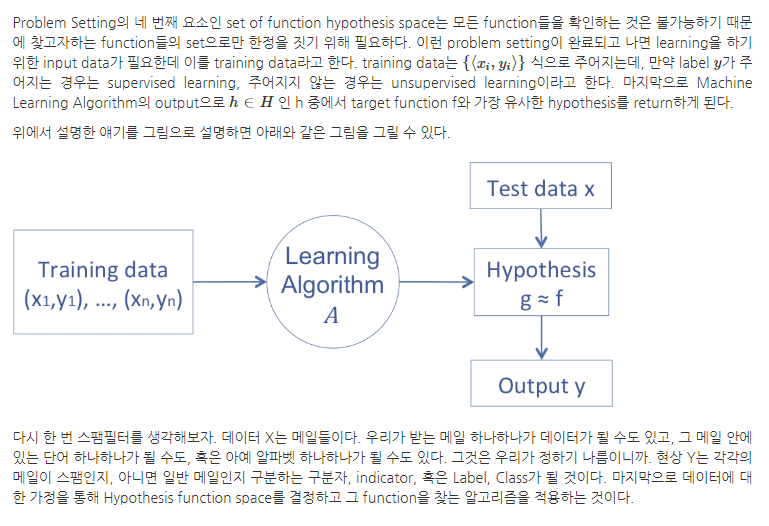 Problem Setting의 네 번째 요소인 set of function hypothesis space는 모든 function들을 확인하는 것은 불가능하기 때문
에 찾고자하는 function들의 set으로만 한정을 짓기 위해 필요하다. 이런 problem setting이 완료되고 나면 learning을 하기
위한 input data가 필요한데 이를 training data라고 한다. training data는 {⟨xᵢ, yᵢ⟩} 식으로 주어지는데, 만약 label y가 주
어지는 경우는 supervised learning, 주어지지 않는 경우는 unsupervised learning이라고 한다. 마지막으로 Machine
Learning Algorithm의 output으로 h ∈ H 인 h 중에서 target function f와 가장 유사한 hypothesis를 return하게 된다.
위에서 설명한 얘기를 그림으로 설명하면 아래와 같은 그림을 그릴 수 있다.
Training data
(x1,y1), ..., (xn,yn)
Learning
Algorithm
A
Test data x
Hypothesis
g ≈ f
Output y
다시 한 번 스팸필터를 생각해보자. 데이터 X는 메일들이다. 우리가 받는 메일 하나하나가 데이터가 될 수도 있고, 그 메일 안에
있는 단어 하나하나가 될 수도, 혹은 아예 알파벳 하나하나가 될 수도 있다. 그것은 우리가 정하기 나름이니까. 현상 Y는 각각의
메일이 스팸인지, 아니면 일반 메일인지 구분하는 구분자, indicator, 혹은 Label, Class가 될 것이다. 마지막으로 데이터에 대
한 가정을 통해 Hypothesis function space를 결정하고 그 function을 찾는 알고리즘을 적용하는 것이다.